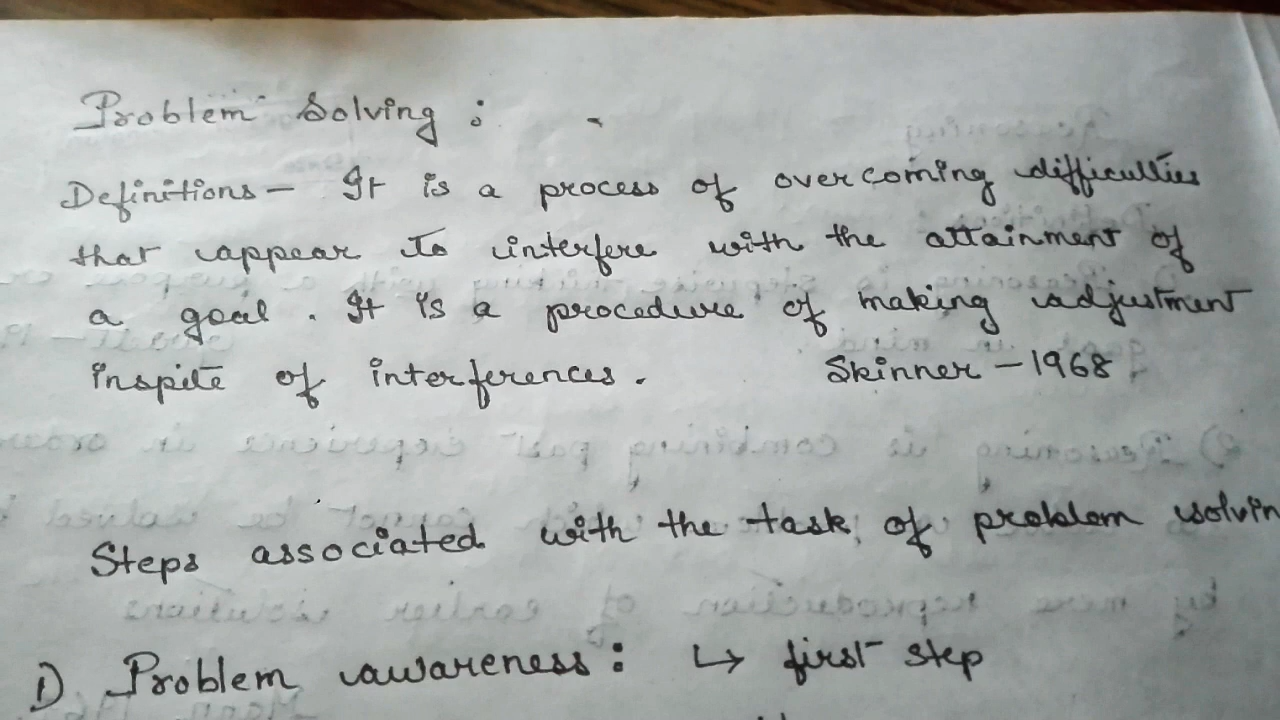 Problem Solving :
Definitions - It is a process of overcoming difficulties
that appear to interfere with the attainment of
a goal. It is a procedure of making adjustment
inspite of interferences. Skinner - 1968
Steps associated with the task of problem solvin
1) Problem awareness : ↳ first step